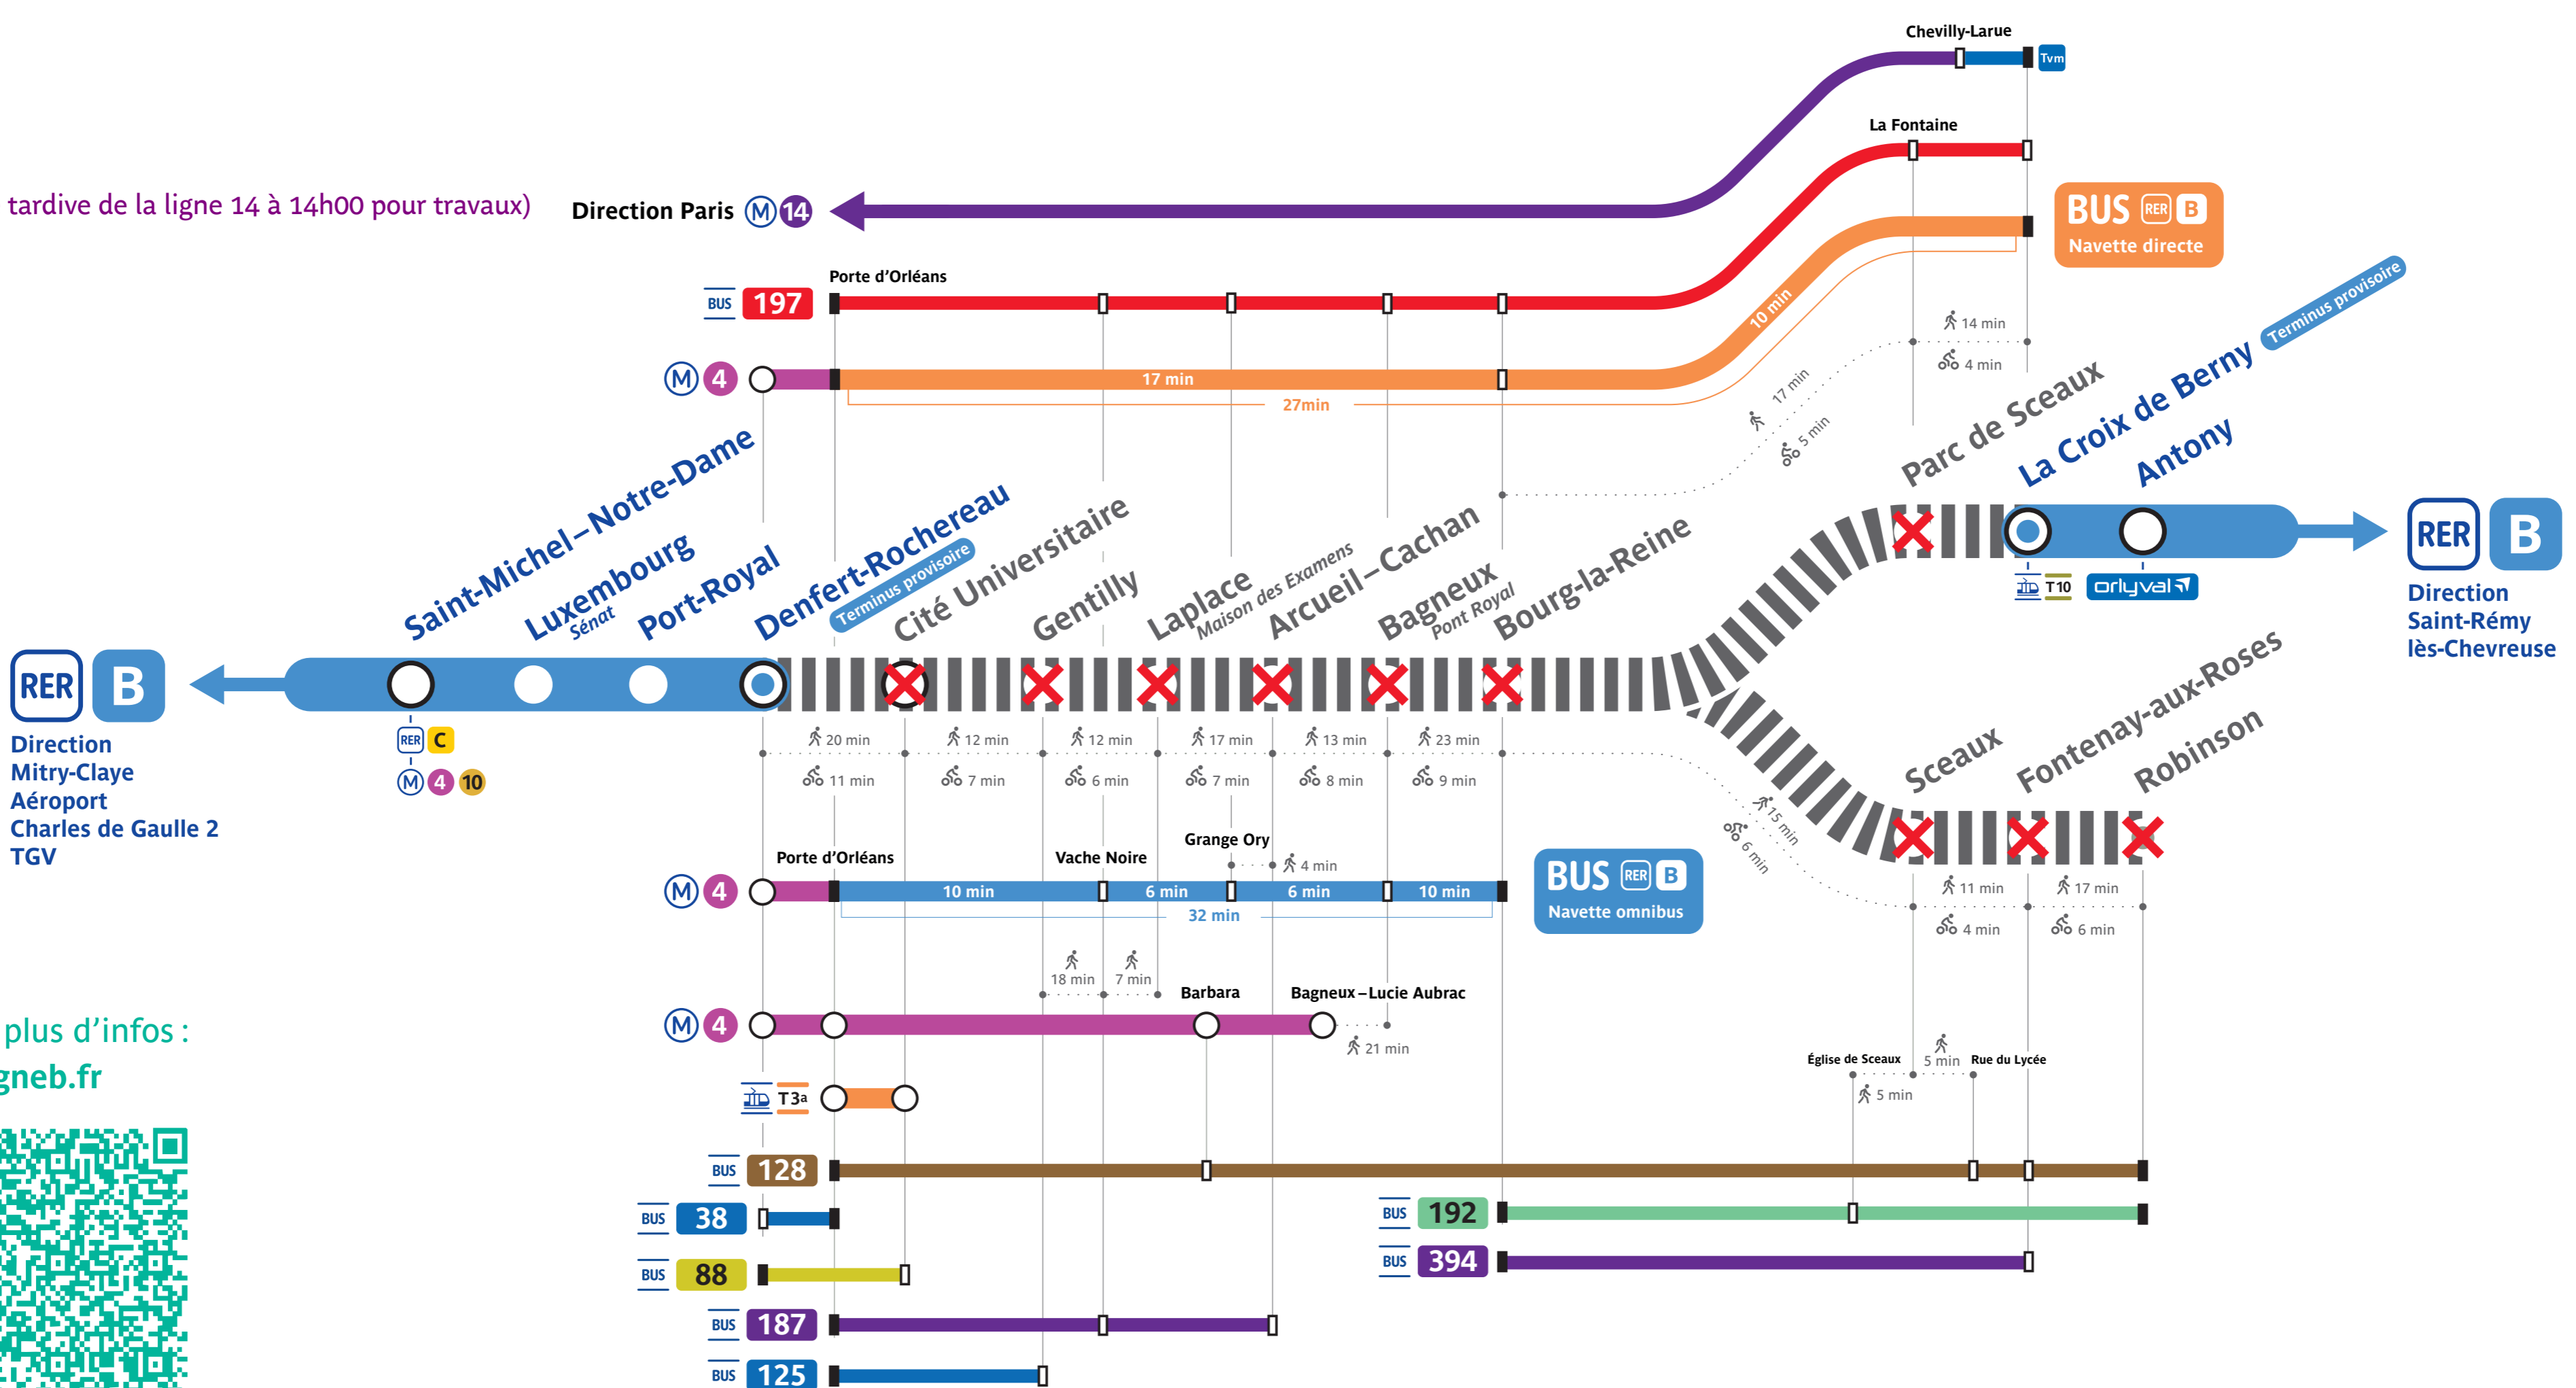 Chevilly-Larue
Tvm
La Fontaine
tardive de la ligne 14 à 14h00 pour travaux)
Direction Paris M 14
BUS RER B
Navette directe
Porte d'Orléans
BUS 197
10 min
14 min
4 min
M 4
17 min
27min
17 min
5 min
Saint-Michel–Notre-Dame
Luxembourg
Sénat
Port-Royal
Denfert-Rochereau
Terminus provisoire
Cité Universitaire
Gentilly
Laplace
Maison des Examens
Arcueil–Cachan
Bagneux
Pont Royal
Bourg-la-Reine
Parc de Sceaux
La Croix de Berny
Terminus provisoire
Antony
T10
orlyval
RER B
Direction
Saint-Rémy
lès-Chevreuse
RER B
Direction
Mitry-Claye
Aéroport
Charles de Gaulle 2
TGV
RER C
M 4 10
Sceaux
Fontenay-aux-Roses
Robinson
20 min
12 min
12 min
17 min
13 min
23 min
11 min
7 min
6 min
7 min
8 min
9 min
15 min
6 min
11 min
17 min
4 min
6 min
Porte d'Orléans
Vache Noire
Grange Ory
4 min
M 4
10 min
6 min
6 min
10 min
32 min
BUS RER B
Navette omnibus
18 min
7 min
Barbara
Bagneux–Lucie Aubrac
M 4
21 min
plus d'infos :
gneb.fr
Église de Sceaux
5 min
Rue du Lycée
5 min
T3a
BUS 128
BUS 38
BUS 192
BUS 88
BUS 394
BUS 187
BUS 125